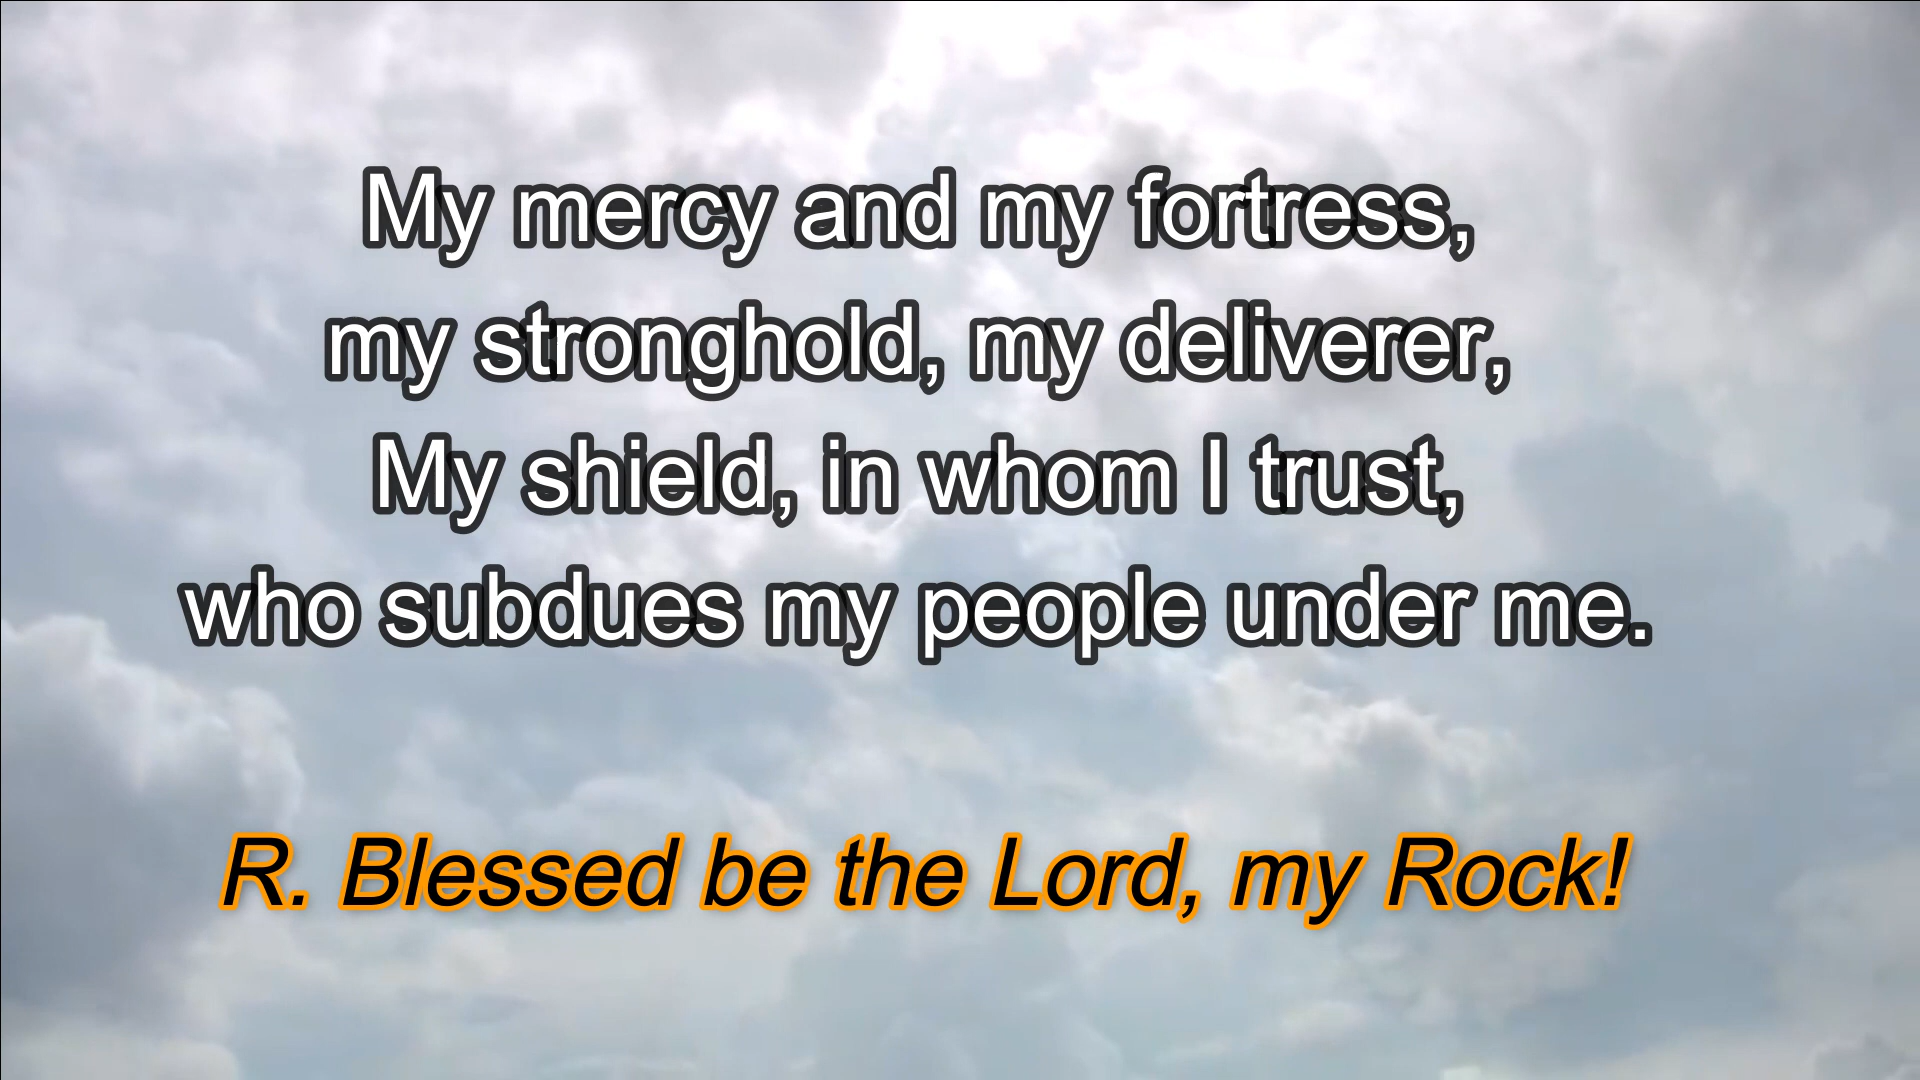 My mercy and my fortress,
my stronghold, my deliverer,
My shield, in whom I trust,
who subdues my people under me.
R. Blessed be the Lord, my Rock!